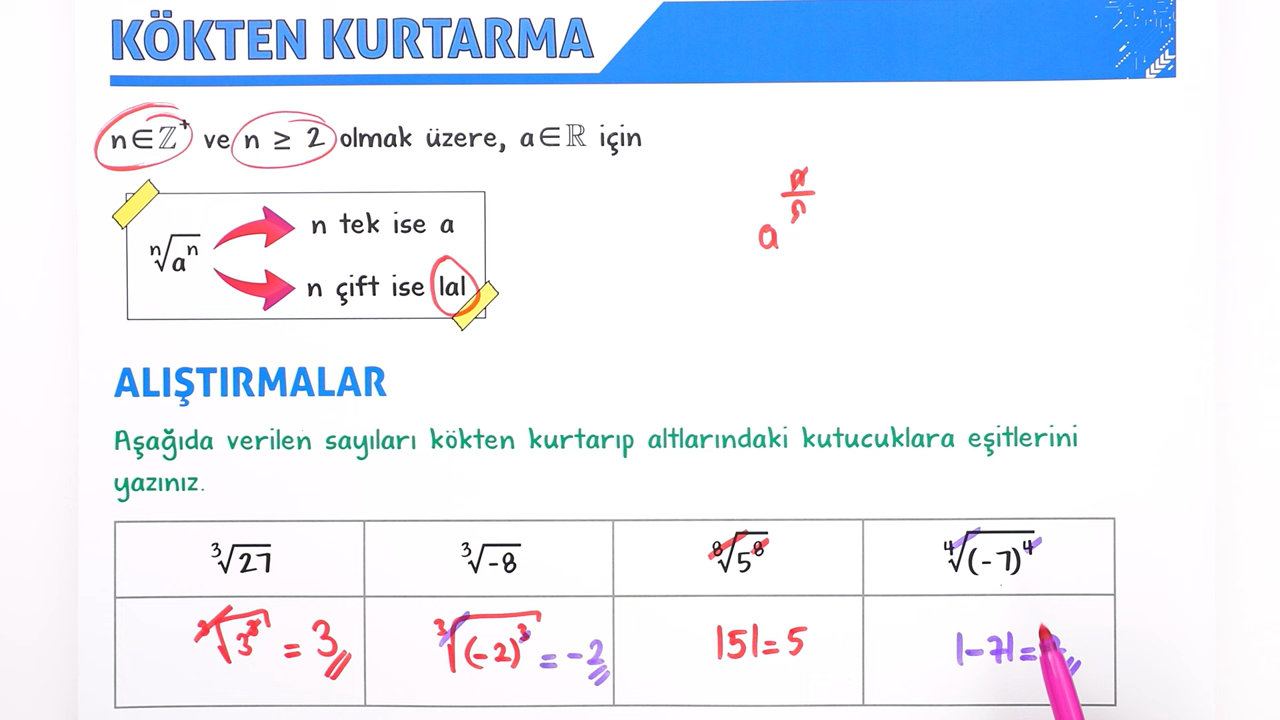 KÖKTEN KURTARMA
n∈ℤ⁺ ve n ≥ 2 olmak üzere, a∈ℝ için
ⁿ√aⁿ
n tek ise a
n çift ise |a|
a^(n/n)
ALIŞTIRMALAR
Aşağıda verilen sayıları kökten kurtarıp altlarındaki kutucuklara eşitlerini
yazınız.
³√27 ³√-8 ⁸√5⁸ ⁴√(-7)⁴
³√3³ = 3 ³√(-2)³ = -2 |5| = 5 |-7| =